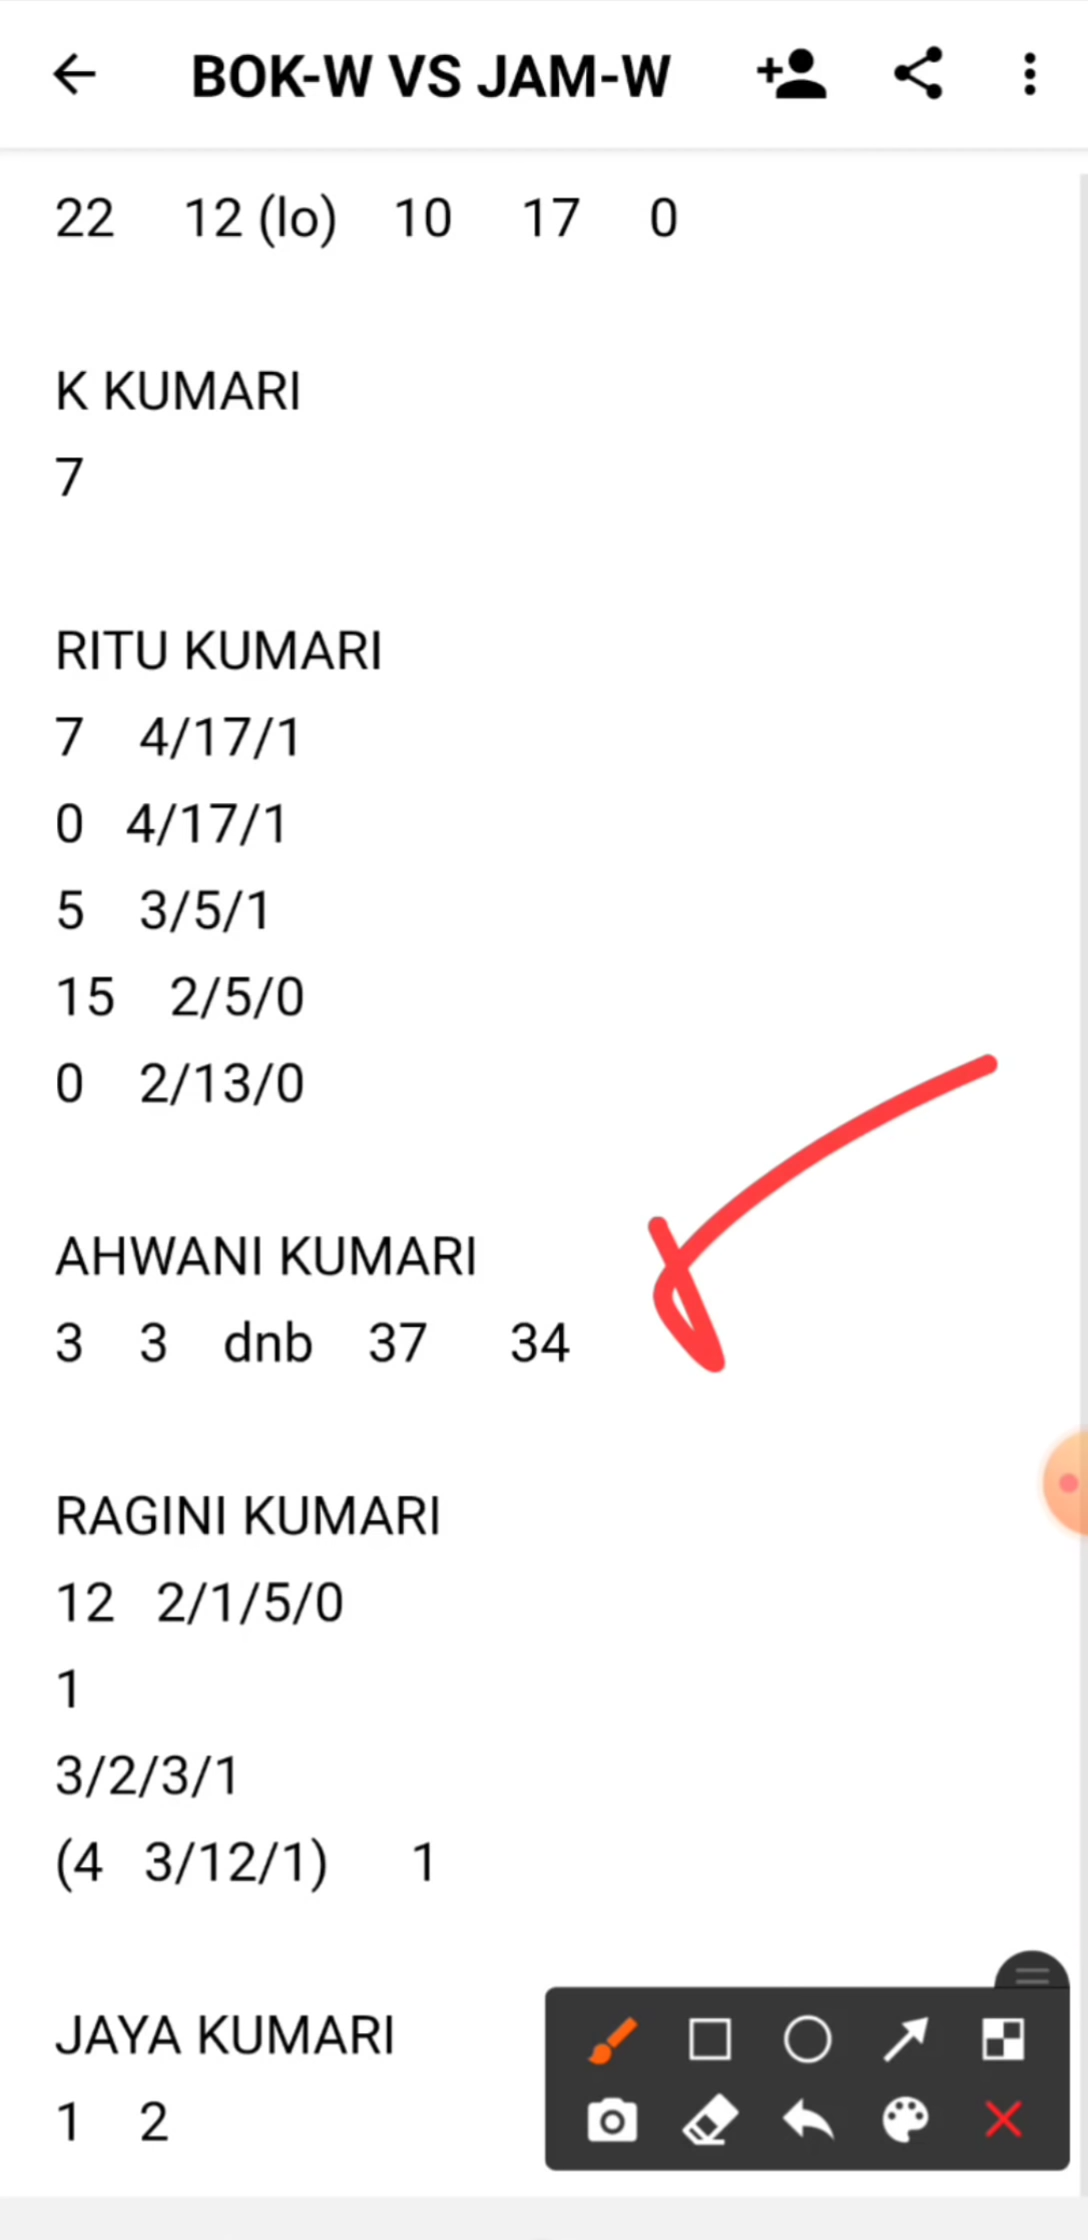 BOK-W VS JAM-W
22 12 (lo) 10 17 0
K KUMARI
7
RITU KUMARI
7 4/17/1
0 4/17/1
5 3/5/1
15 2/5/0
0 2/13/0
AHWANI KUMARI
3 3 dnb 37 34
RAGINI KUMARI
12 2/1/5/0
1
3/2/3/1
(4 3/12/1) 1
JAYA KUMARI
1 2